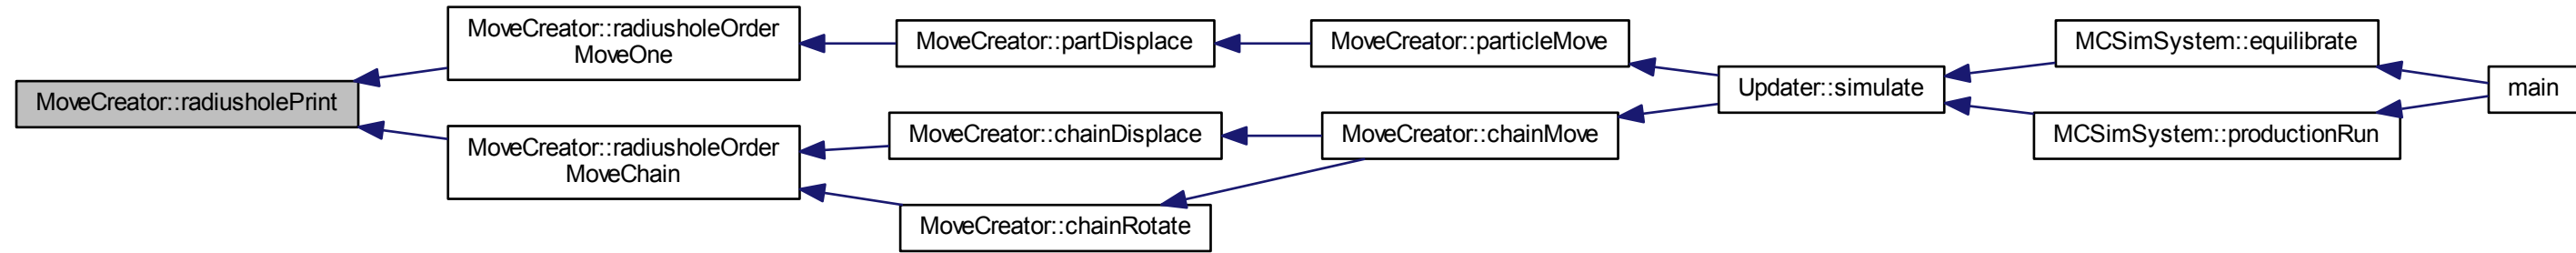 MoveCreator::radiusholePrint
MoveCreator::radiusholeOrder
MoveOne
MoveCreator::radiusholeOrder
MoveChain
MoveCreator::partDisplace
MoveCreator::chainDisplace
MoveCreator::chainRotate
MoveCreator::particleMove
MoveCreator::chainMove
Updater::simulate
MCSimSystem::equilibrate
MCSimSystem::productionRun
main